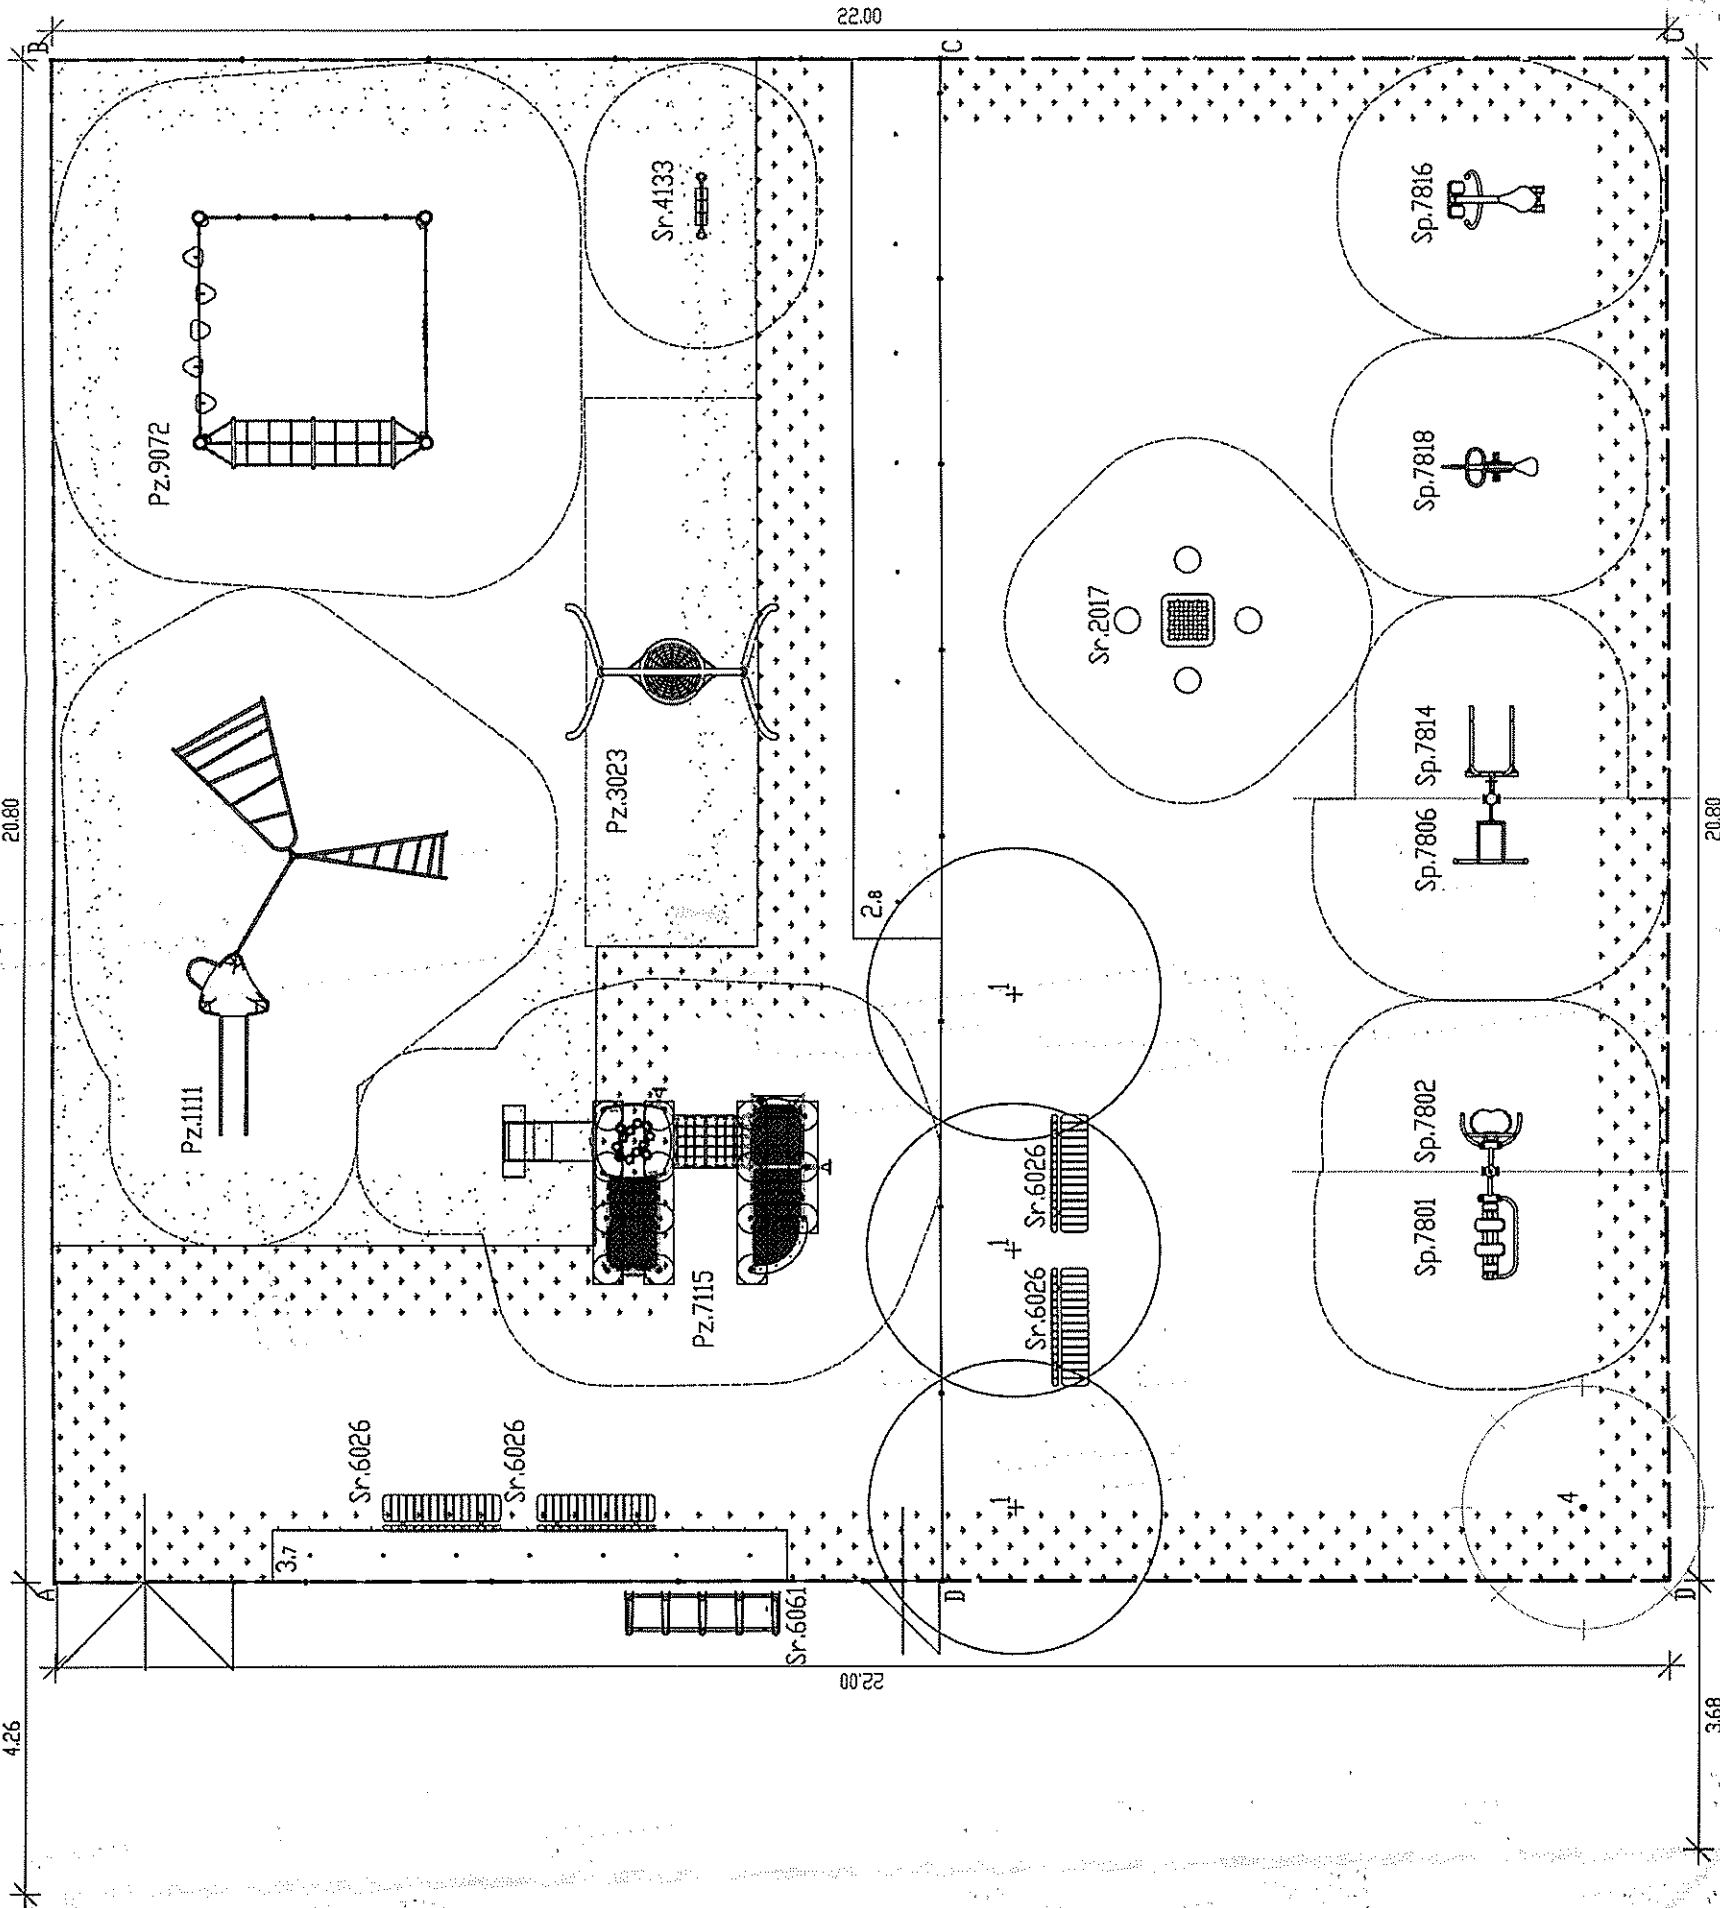 22.00
B
C
C
20.80
20.80
Pz.9072
Sr.4133
Sp.7816
Sp.7818
Sr.2017
Pz.3023
Sp.7814
Sp.7806
2.8
Pz.1111
1
Sp.7802
Sr.6026
Sp.7801
1
Pz.7115
Sr.6026
Sr.6026
Sr.6026
1
4
3.7
A
D
D
Sr.6061
22.00
4.26
3.68